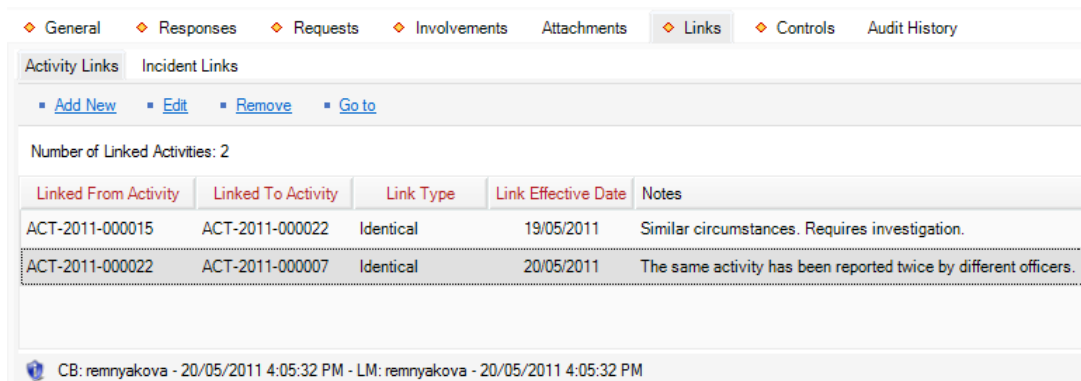 General Responses Requests Involvements Attachments Links Controls Audit History
Activity Links Incident Links
Add New Edit Remove Go to
Number of Linked Activities: 2
Linked From Activity Linked To Activity Link Type Link Effective Date Notes
ACT-2011-000015 ACT-2011-000022 Identical 19/05/2011 Similar circumstances. Requires investigation.
ACT-2011-000022 ACT-2011-000007 Identical 20/05/2011 The same activity has been reported twice by different officers.
CB: remnyakova - 20/05/2011 4:05:32 PM - LM: remnyakova - 20/05/2011 4:05:32 PM